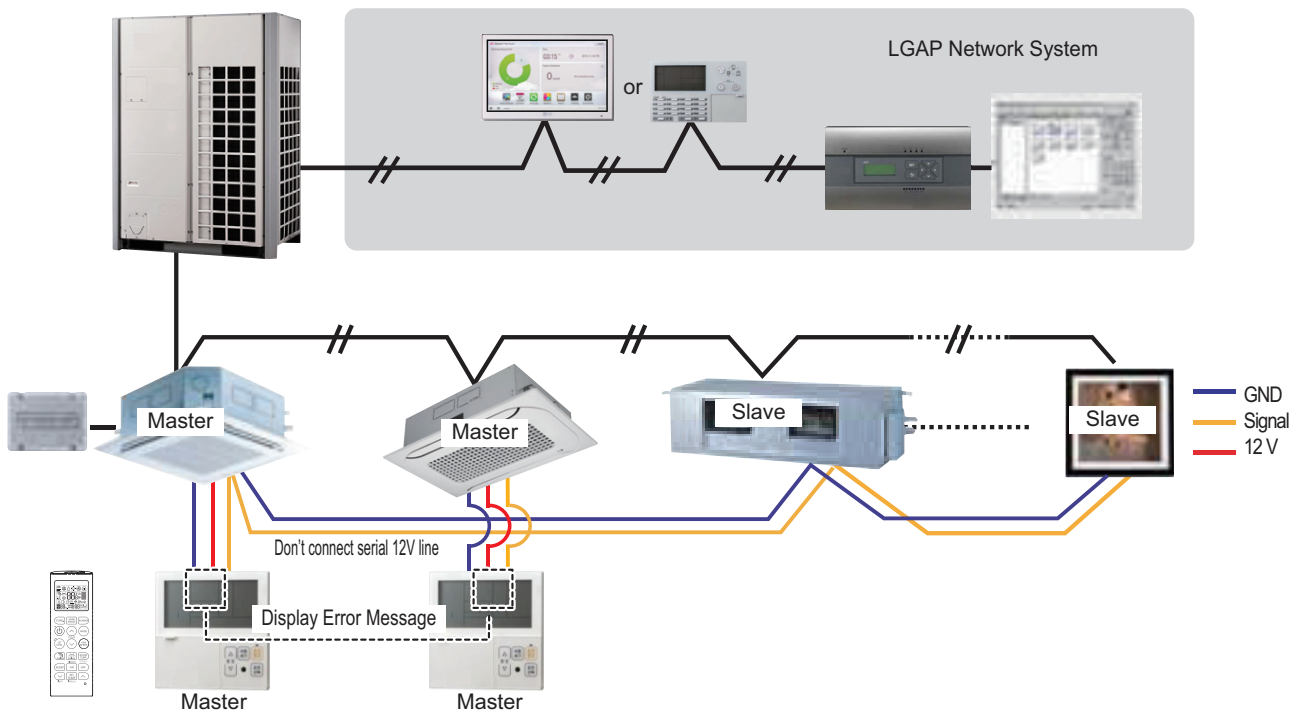 LGAP Network System
or
Master
Master
Slave
Slave
GND
Signal
12 V
Don't connect serial 12V line
Display Error Message
Master
Master